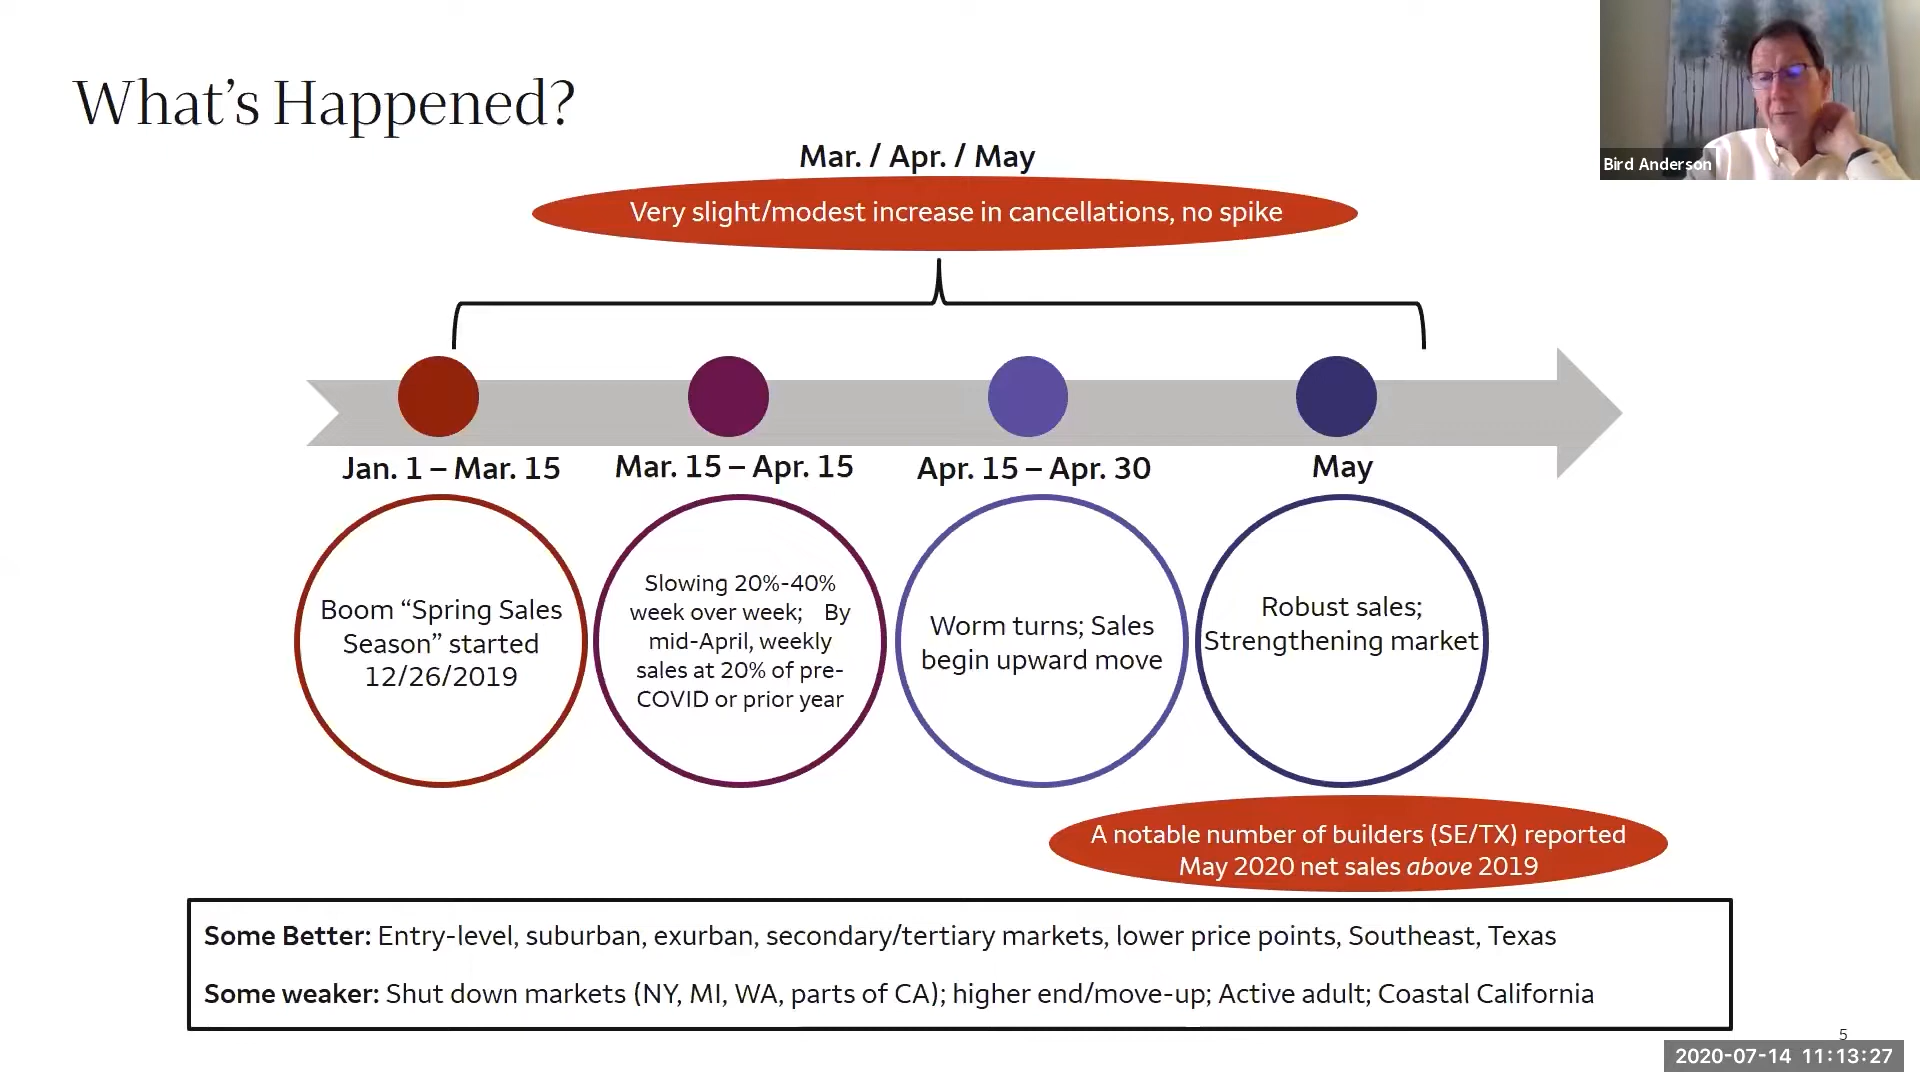 What's Happened?
Bird Anderson
Mar. / Apr. / May
Very slight/modest increase in cancellations, no spike
Jan. 1 – Mar. 15
Mar. 15 – Apr. 15
Apr. 15 – Apr. 30
May
Boom “Spring Sales
Season” started
12/26/2019
Slowing 20%-40%
week over week; By
mid-April, weekly
sales at 20% of pre-
COVID or prior year
Worm turns; Sales
begin upward move
Robust sales;
Strengthening market
A notable number of builders (SE/TX) reported
May 2020 net sales above 2019
Some Better: Entry-level, suburban, exurban, secondary/tertiary markets, lower price points, Southeast, Texas
Some weaker: Shut down markets (NY, MI, WA, parts of CA); higher end/move-up; Active adult; Coastal California
5
2020-07-14 11:13:27